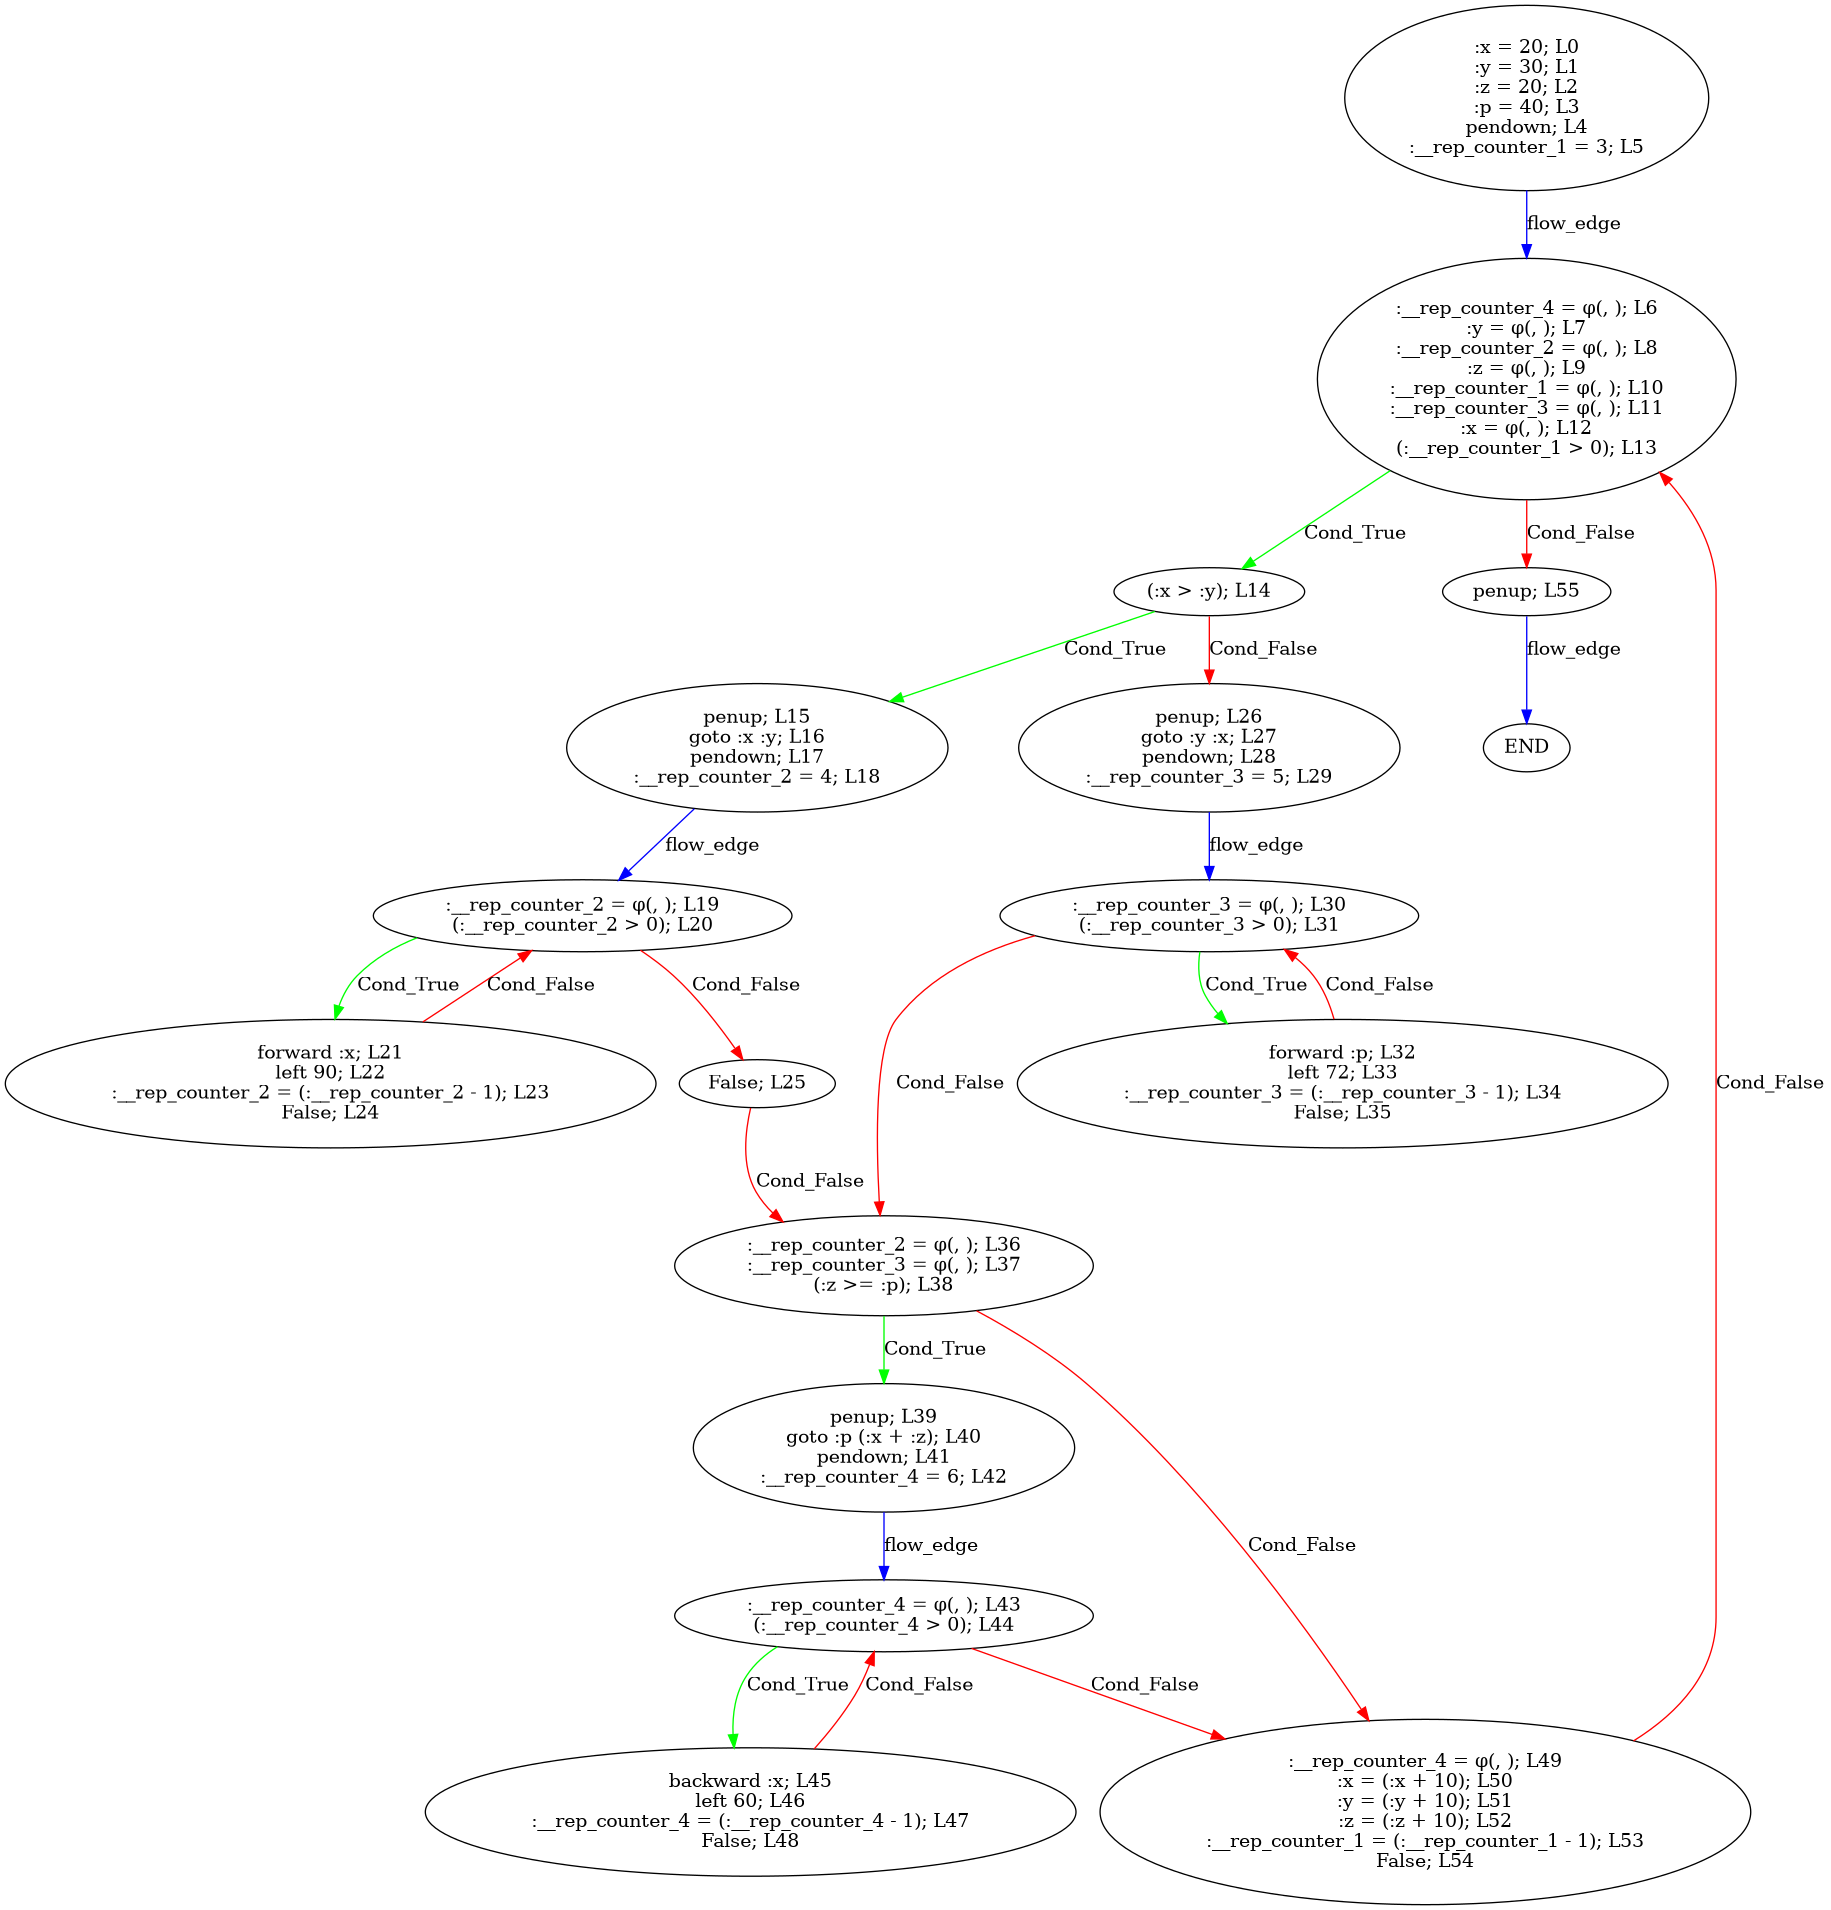 :x = 20; L0
:y = 30; L1
:z = 20; L2
:p = 40; L3
pendown; L4
:__rep_counter_1 = 3; L5
flow_edge
:__rep_counter_4 = φ(, ); L6
:y = φ(, ); L7
:__rep_counter_2 = φ(, ); L8
:z = φ(, ); L9
:__rep_counter_1 = φ(, ); L10
:__rep_counter_3 = φ(, ); L11
:x = φ(, ); L12
(:__rep_counter_1 > 0); L13
Cond_True
Cond_False
(:x > :y); L14
penup; L55
Cond_True
Cond_False
flow_edge
penup; L15
goto :x :y; L16
pendown; L17
:__rep_counter_2 = 4; L18
penup; L26
goto :y :x; L27
pendown; L28
:__rep_counter_3 = 5; L29
END
flow_edge
flow_edge
:__rep_counter_2 = φ(, ); L19
(:__rep_counter_2 > 0); L20
:__rep_counter_3 = φ(, ); L30
(:__rep_counter_3 > 0); L31
Cond_True
Cond_False
Cond_False
Cond_True
Cond_False
forward :x; L21
left 90; L22
:__rep_counter_2 = (:__rep_counter_2 - 1); L23
False; L24
False; L25
Cond_False
forward :p; L32
left 72; L33
:__rep_counter_3 = (:__rep_counter_3 - 1); L34
False; L35
Cond_False
Cond_False
:__rep_counter_2 = φ(, ); L36
:__rep_counter_3 = φ(, ); L37
(:z >= :p); L38
Cond_True
penup; L39
goto :p (:x + :z); L40
pendown; L41
:__rep_counter_4 = 6; L42
flow_edge
Cond_False
:__rep_counter_4 = φ(, ); L43
(:__rep_counter_4 > 0); L44
Cond_True
Cond_False
Cond_False
backward :x; L45
left 60; L46
:__rep_counter_4 = (:__rep_counter_4 - 1); L47
False; L48
:__rep_counter_4 = φ(, ); L49
:x = (:x + 10); L50
:y = (:y + 10); L51
:z = (:z + 10); L52
:__rep_counter_1 = (:__rep_counter_1 - 1); L53
False; L54